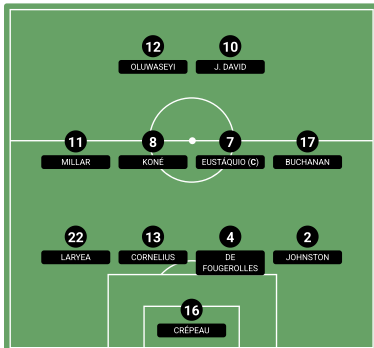 12 10
OLUWASEYI J. DAVID
11 8 7 17
MILLAR KONÉ EUSTÁQUIO (C) BUCHANAN
22 13 4 2
LARYEA CORNELIUS DE FOUGEROLLES JOHNSTON
16
CRÉPEAU